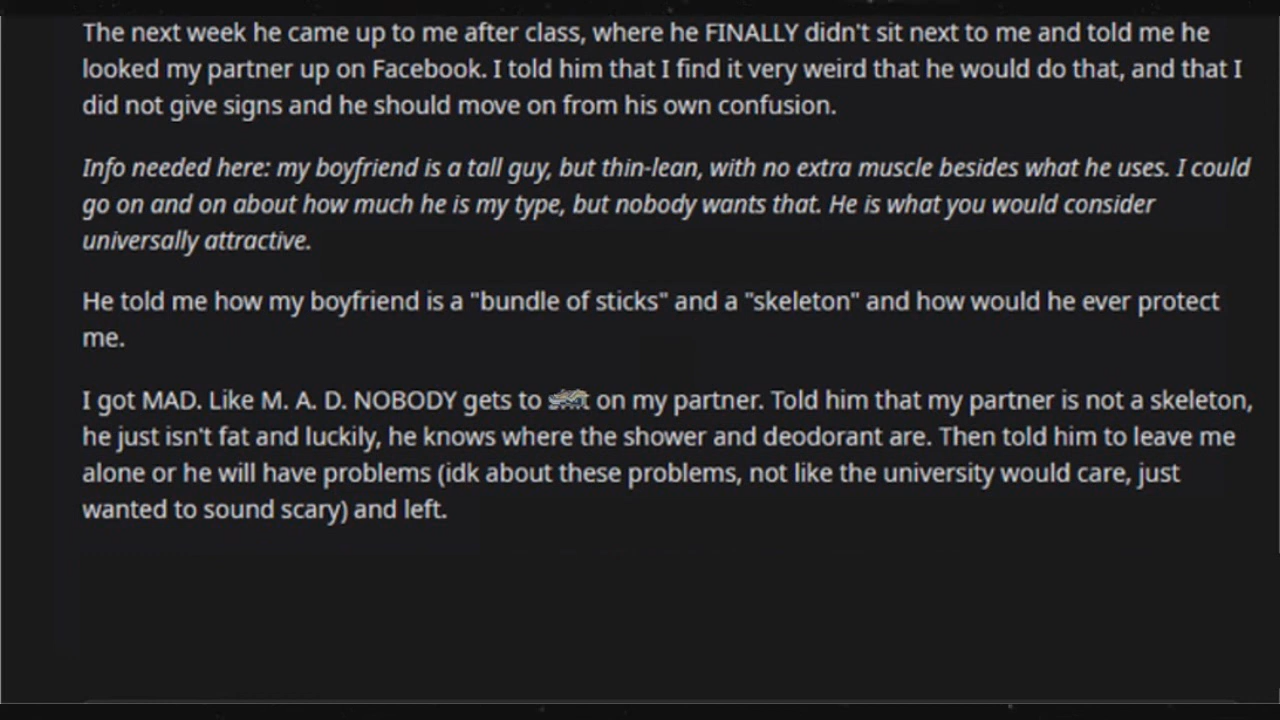 The next week he came up to me after class, where he FINALLY didn't sit next to me and told me he
looked my partner up on Facebook. I told him that I find it very weird that he would do that, and that I
did not give signs and he should move on from his own confusion.
Info needed here: my boyfriend is a tall guy, but thin-lean, with no extra muscle besides what he uses. I could
go on and on about how much he is my type, but nobody wants that. He is what you would consider
universally attractive.
He told me how my boyfriend is a "bundle of sticks" and a "skeleton" and how would he ever protect
me.
I got MAD. Like M. A. D. NOBODY gets to on my partner. Told him that my partner is not a skeleton,
he just isn't fat and luckily, he knows where the shower and deodorant are. Then told him to leave me
alone or he will have problems (idk about these problems, not like the university would care, just
wanted to sound scary) and left.